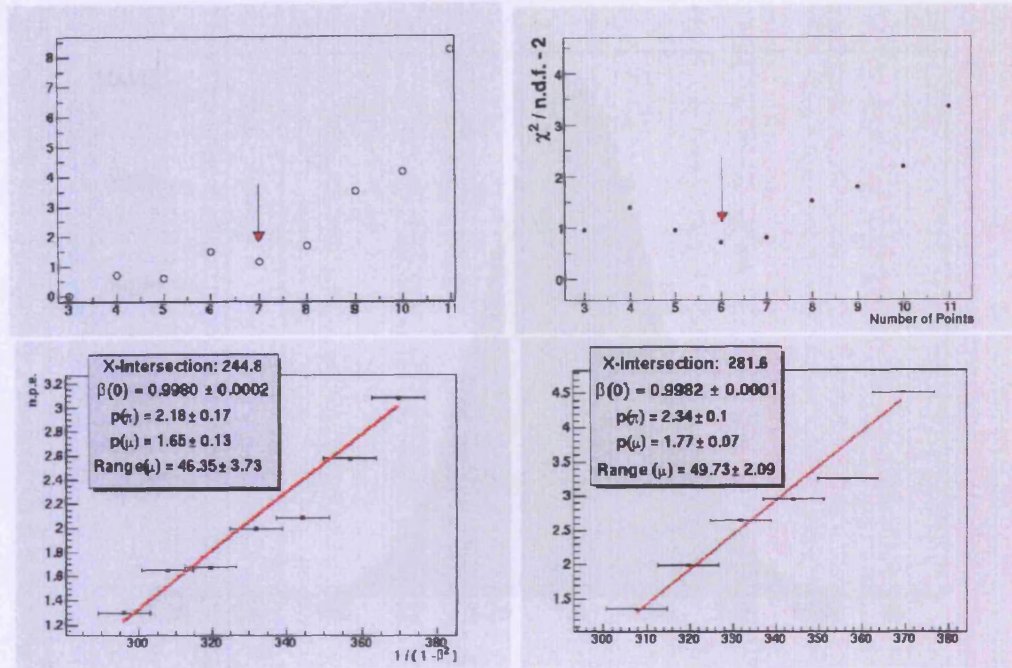 8
7
6
5
4
3
2
1
0
3 4 5 6 7 8 9 10 11
χ² / n.d.f. - 2
4
3
2
1
0
3 4 5 6 7 8 9 10 11
Number of Points
X-Intersection: 244.8
β(0) = 0.9980 ± 0.0002
p(π) = 2.18 ± 0.17
p(μ) = 1.65 ± 0.13
Range(μ) = 46.35 ± 3.73
n.p.e.
3.2
3
2.8
2.6
2.4
2.2
2
1.8
1.6
1.4
1.2
300 320 340 360 380
1 / [ 1 - β² ]
X-Intersection: 281.6
β(0) = 0.9982 ± 0.0001
p(π) = 2.34 ± 0.1
p(μ) = 1.77 ± 0.07
Range (μ) = 49.73 ± 2.09
4.5
4
3.5
3
2.5
2
1.5
300 310 320 330 340 350 360 370 380